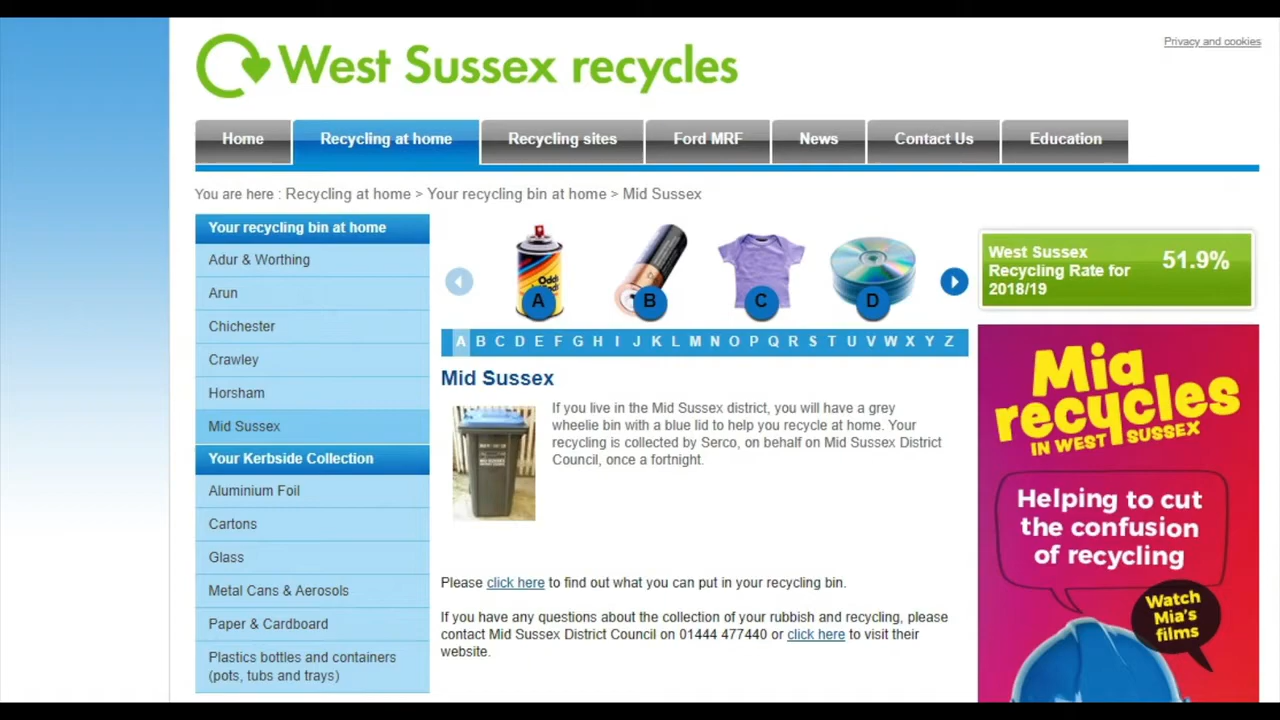 West Sussex recycles
Privacy and cookies
Home
Recycling at home
Recycling sites
Ford MRF
News
Contact Us
Education
You are here : Recycling at home > Your recycling bin at home > Mid Sussex
Your recycling bin at home
Adur & Worthing
Arun
Chichester
Crawley
Horsham
Mid Sussex
Your Kerbside Collection
Aluminium Foil
Cartons
Glass
Metal Cans & Aerosols
Paper & Cardboard
Plastics bottles and containers
(pots, tubs and trays)
A
B
C
D
A B C D E F G H I J K L M N O P Q R S T U V W X Y Z
Mid Sussex
If you live in the Mid Sussex district, you will have a grey
wheelie bin with a blue lid to help you recycle at home. Your
recycling is collected by Serco, on behalf on Mid Sussex District
Council, once a fortnight.
Please click here to find out what you can put in your recycling bin.
If you have any questions about the collection of your rubbish and recycling, please
contact Mid Sussex District Council on 01444 477440 or click here to visit their
website.
West Sussex
Recycling Rate for
2018/19
51.9%
Mia
recycles
IN WEST SUSSEX
Helping to cut
the confusion
of recycling
Watch
Mia's
films